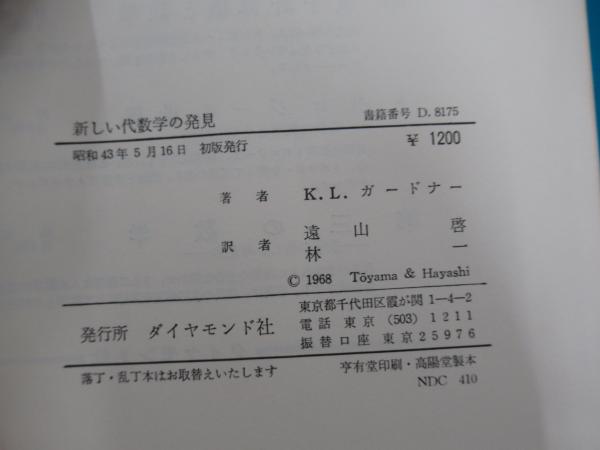 新しい代数学の発見
書籍番号 D. 8175
昭和43年 5月16日 初版発行
¥ 1200
著者 K.L. ガードナー
訳者 遠山啓
林一
© 1968 Tōyama & Hayashi
発行所 ダイヤモンド社
東京都千代田区霞が関 1-4-2
電話 東京 (503) 1211
振替口座 東京 25976
落丁・乱丁本はお取替えいたします
亨有堂印刷・高陽堂製本
NDC 410